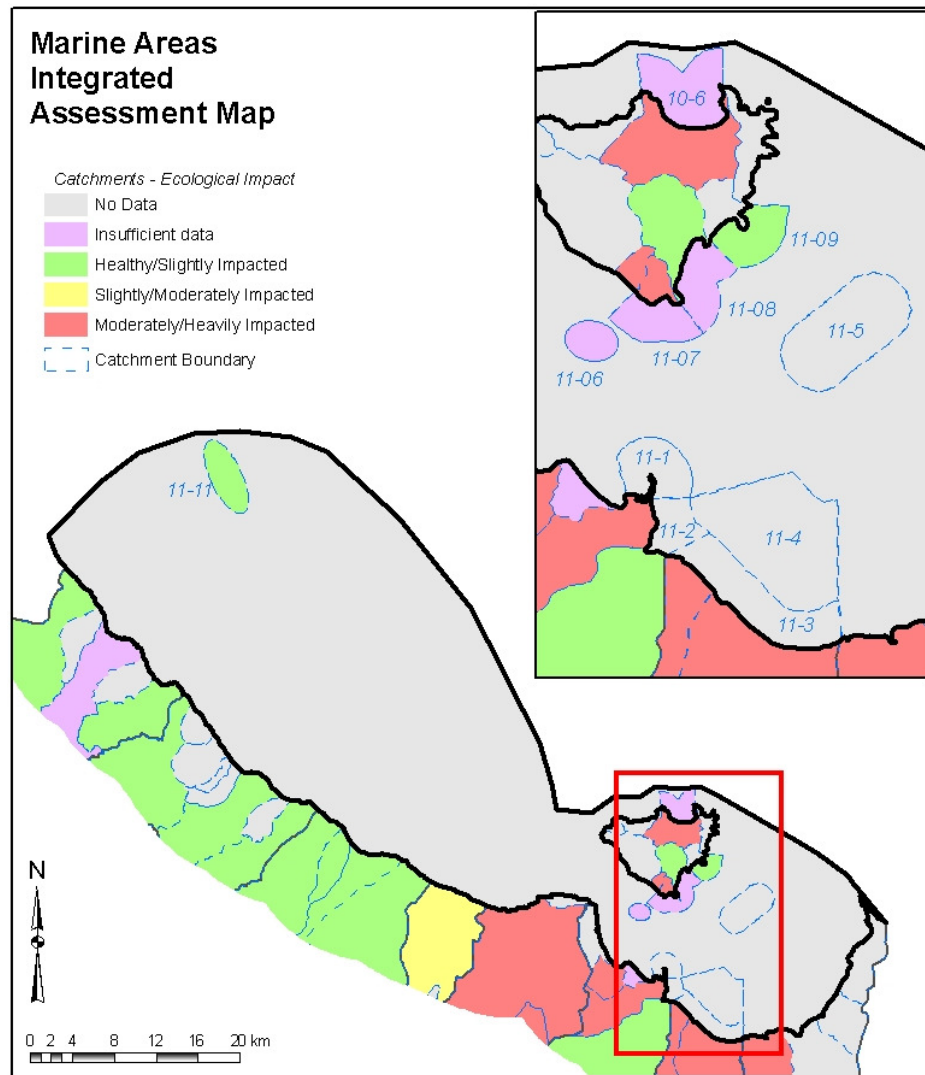 Marine Areas
Integrated
Assessment Map
Catchments - Ecological Impact
No Data
Insufficient data
Healthy/Slightly Impacted
Slightly/Moderately Impacted
Moderately/Heavily Impacted
Catchment Boundary
10-6
11-09
11-08
11-5
11-07
11-06
11-1
11-2
11-4
11-3
11-11
N
0 2 4 8 12 16 20 km